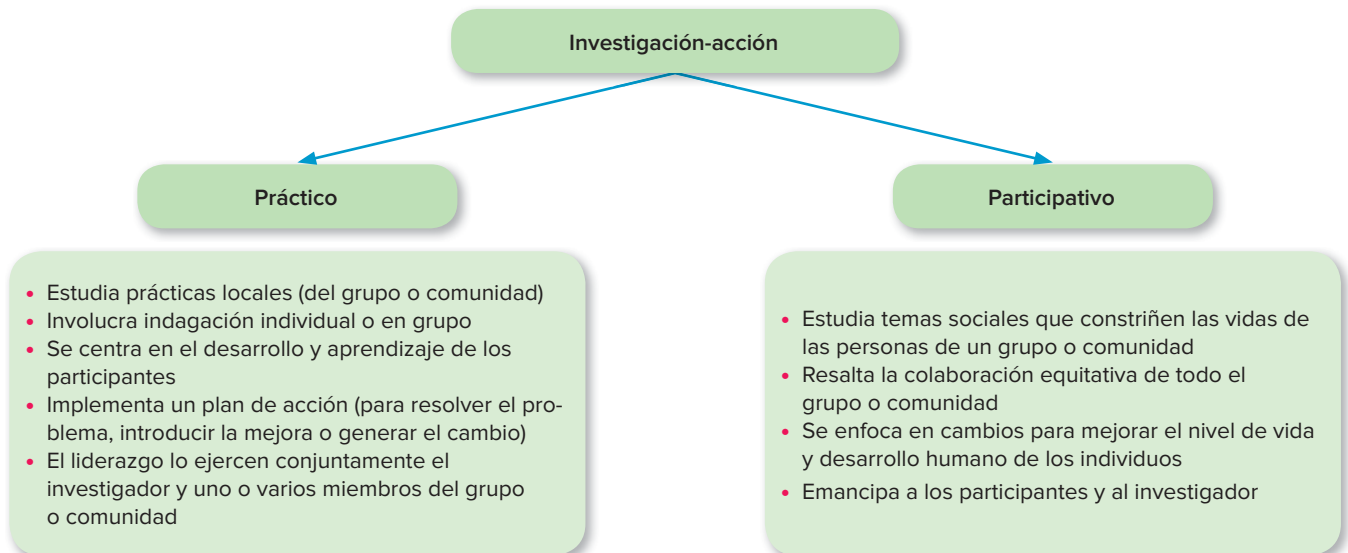 Investigación-acción
Práctico
Participativo
• Estudia prácticas locales (del grupo o comunidad)
• Involucra indagación individual o en grupo
• Se centra en el desarrollo y aprendizaje de los
participantes
• Implementa un plan de acción (para resolver el pro-
blema, introducir la mejora o generar el cambio)
• El liderazgo lo ejercen conjuntamente el
investigador y uno o varios miembros del grupo
o comunidad
• Estudia temas sociales que constriñen las vidas de
las personas de un grupo o comunidad
• Resalta la colaboración equitativa de todo el
grupo o comunidad
• Se enfoca en cambios para mejorar el nivel de vida
y desarrollo humano de los individuos
• Emancipa a los participantes y al investigador